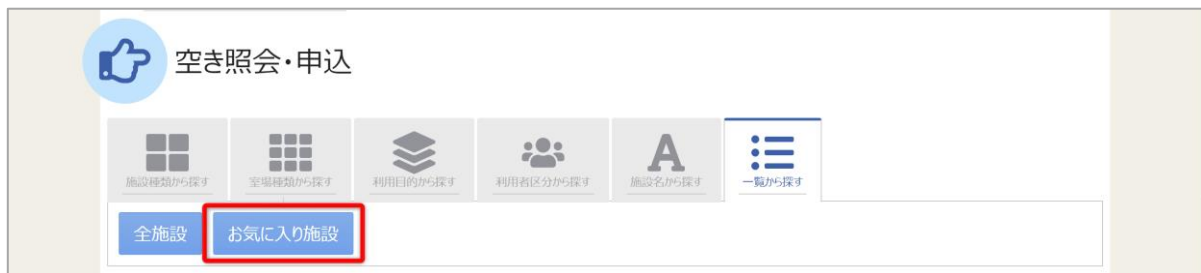 空き照会・申込
施設種類から探す 室場種類から探す 利用目的から探す 利用者区分から探す 施設名から探す 一覧から探す
全施設 お気に入り施設